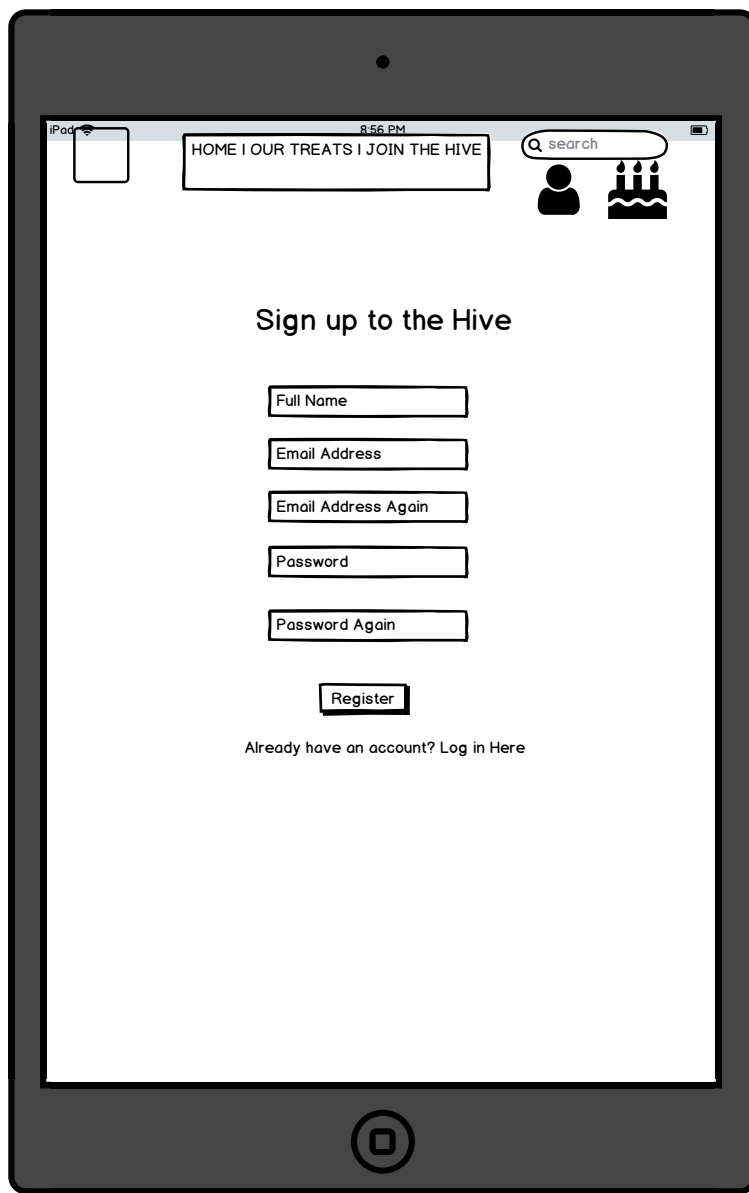 iPad
8:56 PM
HOME I OUR TREATS I JOIN THE HIVE
search
Sign up to the Hive
Full Name
Email Address
Email Address Again
Password
Password Again
Register
Already have an account? Log in Here